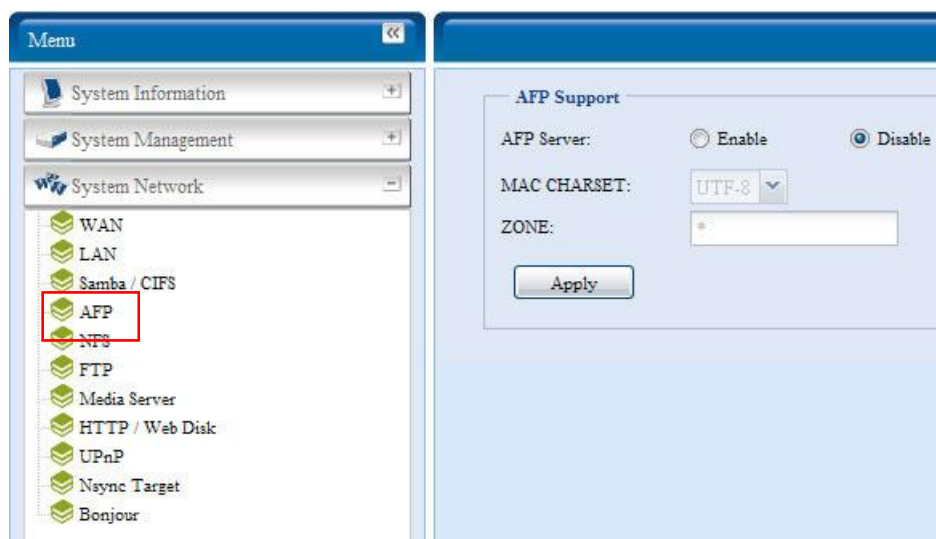 Menu
System Information
System Management
System Network
WAN
LAN
Samba / CIFS
AFP
NFS
FTP
Media Server
HTTP / Web Disk
UPnP
Nsync Target
Bonjour
AFP Support
AFP Server: Enable Disable
MAC CHARSET: UTF-8
ZONE: *
Apply